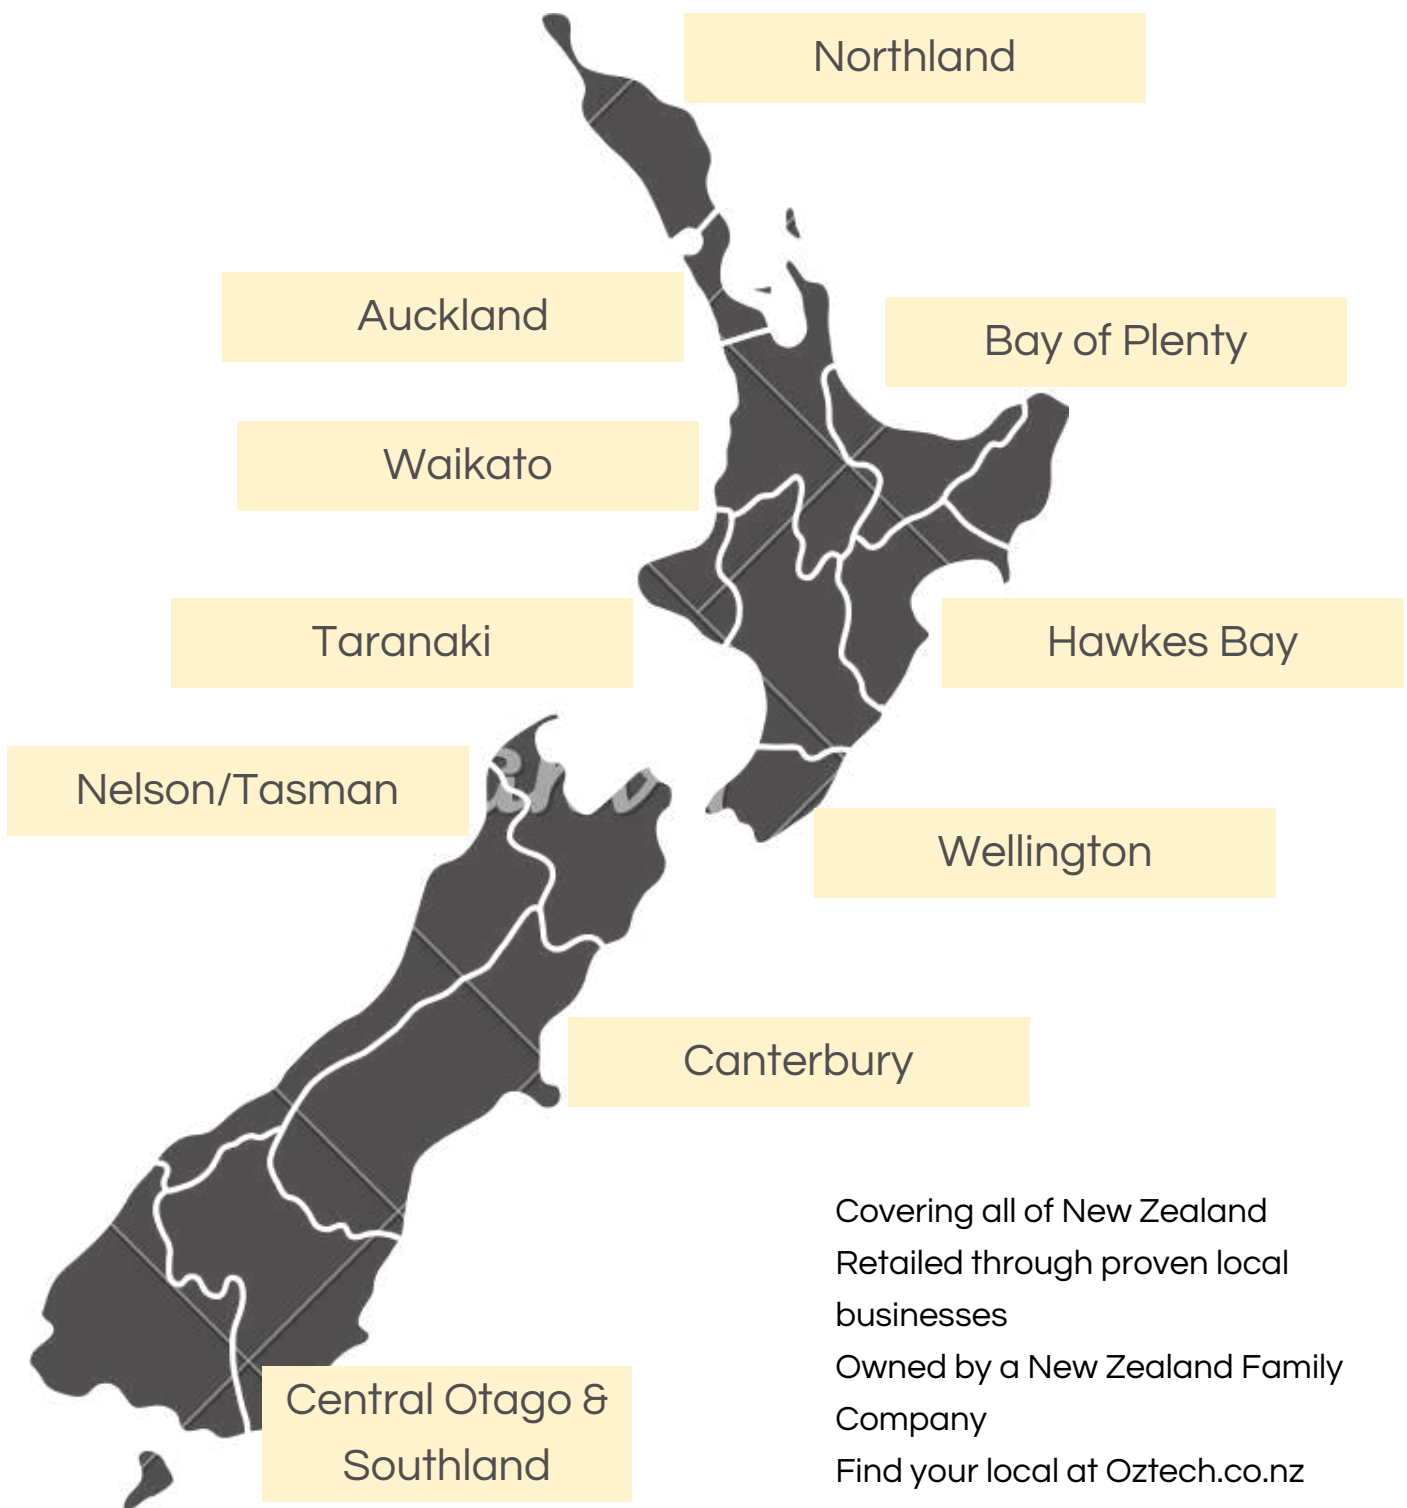 Northland
Auckland
Bay of Plenty
Waikato
Taranaki
Hawkes Bay
Nelson/Tasman
Wellington
Canterbury
Covering all of New Zealand
Retailed through proven local
businesses
Owned by a New Zealand Family
Company
Find your local at Oztech.co.nz
Central Otago &
Southland